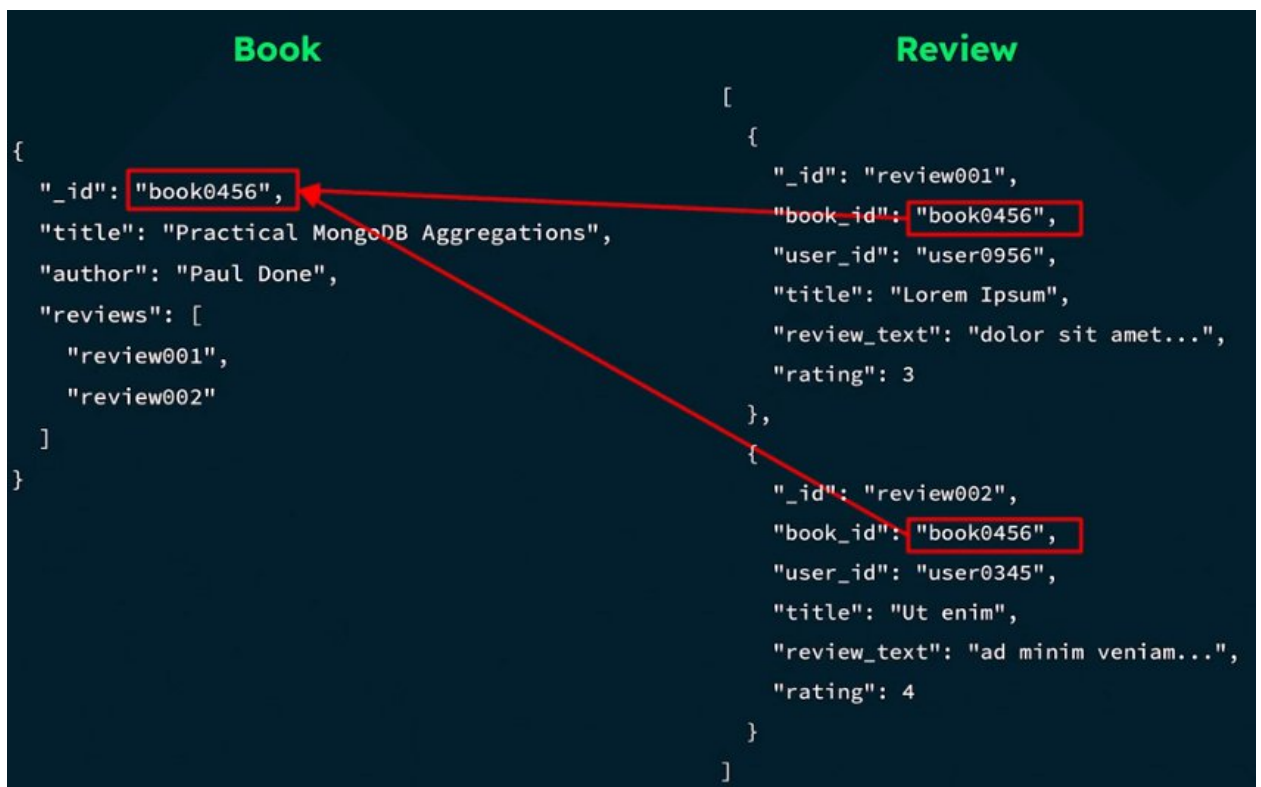 Book
{
"_id": "book0456",
"title": "Practical MongoDB Aggregations",
"author": "Paul Done",
"reviews": [
"review001",
"review002"
]
}
Review
[
{
"_id": "review001",
"book_id": "book0456",
"user_id": "user0956",
"title": "Lorem Ipsum",
"review_text": "dolor sit amet...",
"rating": 3
},
{
"_id": "review002",
"book_id": "book0456",
"user_id": "user0345",
"title": "Ut enim",
"review_text": "ad minim veniam...",
"rating": 4
}
]